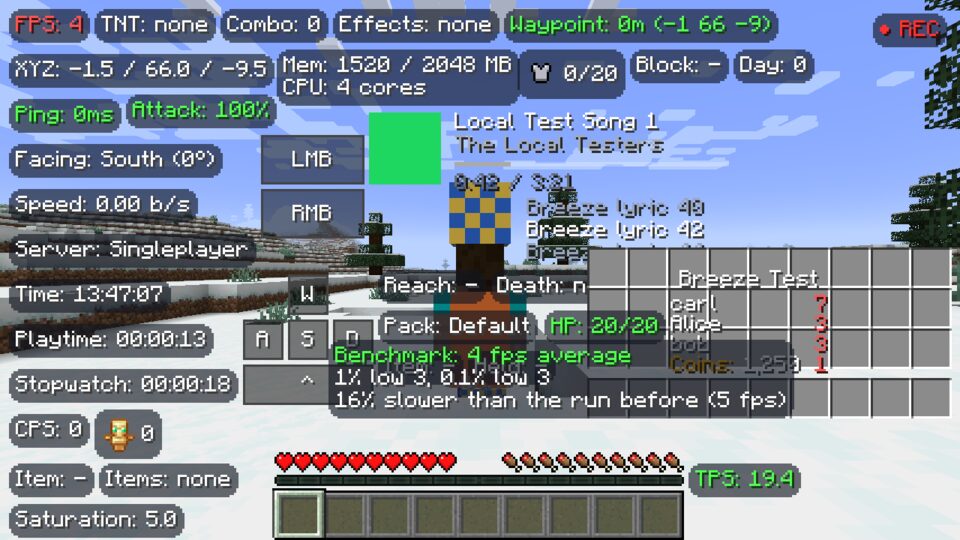 FPS: 4 TNT: none Combo: 0 Effects: none Waypoint: 0m (-1 66 -9) REC
XYZ: -1.5 / 66.0 / -9.5 Mem: 1520 / 2048 MB 0/20 Block: - Day: 0
CPU: 4 cores
Ping: 0ms Attack: 100%
Local Test Song 1
The Local Testers
0:42 / 3:31
Facing: South (0°) LMB
Speed: 0.00 b/s RMB
Breeze lyric 40
Breeze lyric 42
Server: Singleplayer
Breeze Test
Time: 13:47:07 W Reach: - Death: n
carl 7
Alice 3
bob 3
Coins: 1,250 1
Playtime: 00:00:13 A S D Pack: Default HP: 20/20
Benchmark: 4 fps average
1% low 3, 0.1% low 3
16% slower than the run before (5 fps)
Stopwatch: 00:00:18 ^
CPS: 0 0
Item: - Items: none TPS: 19.4
Saturation: 5.0